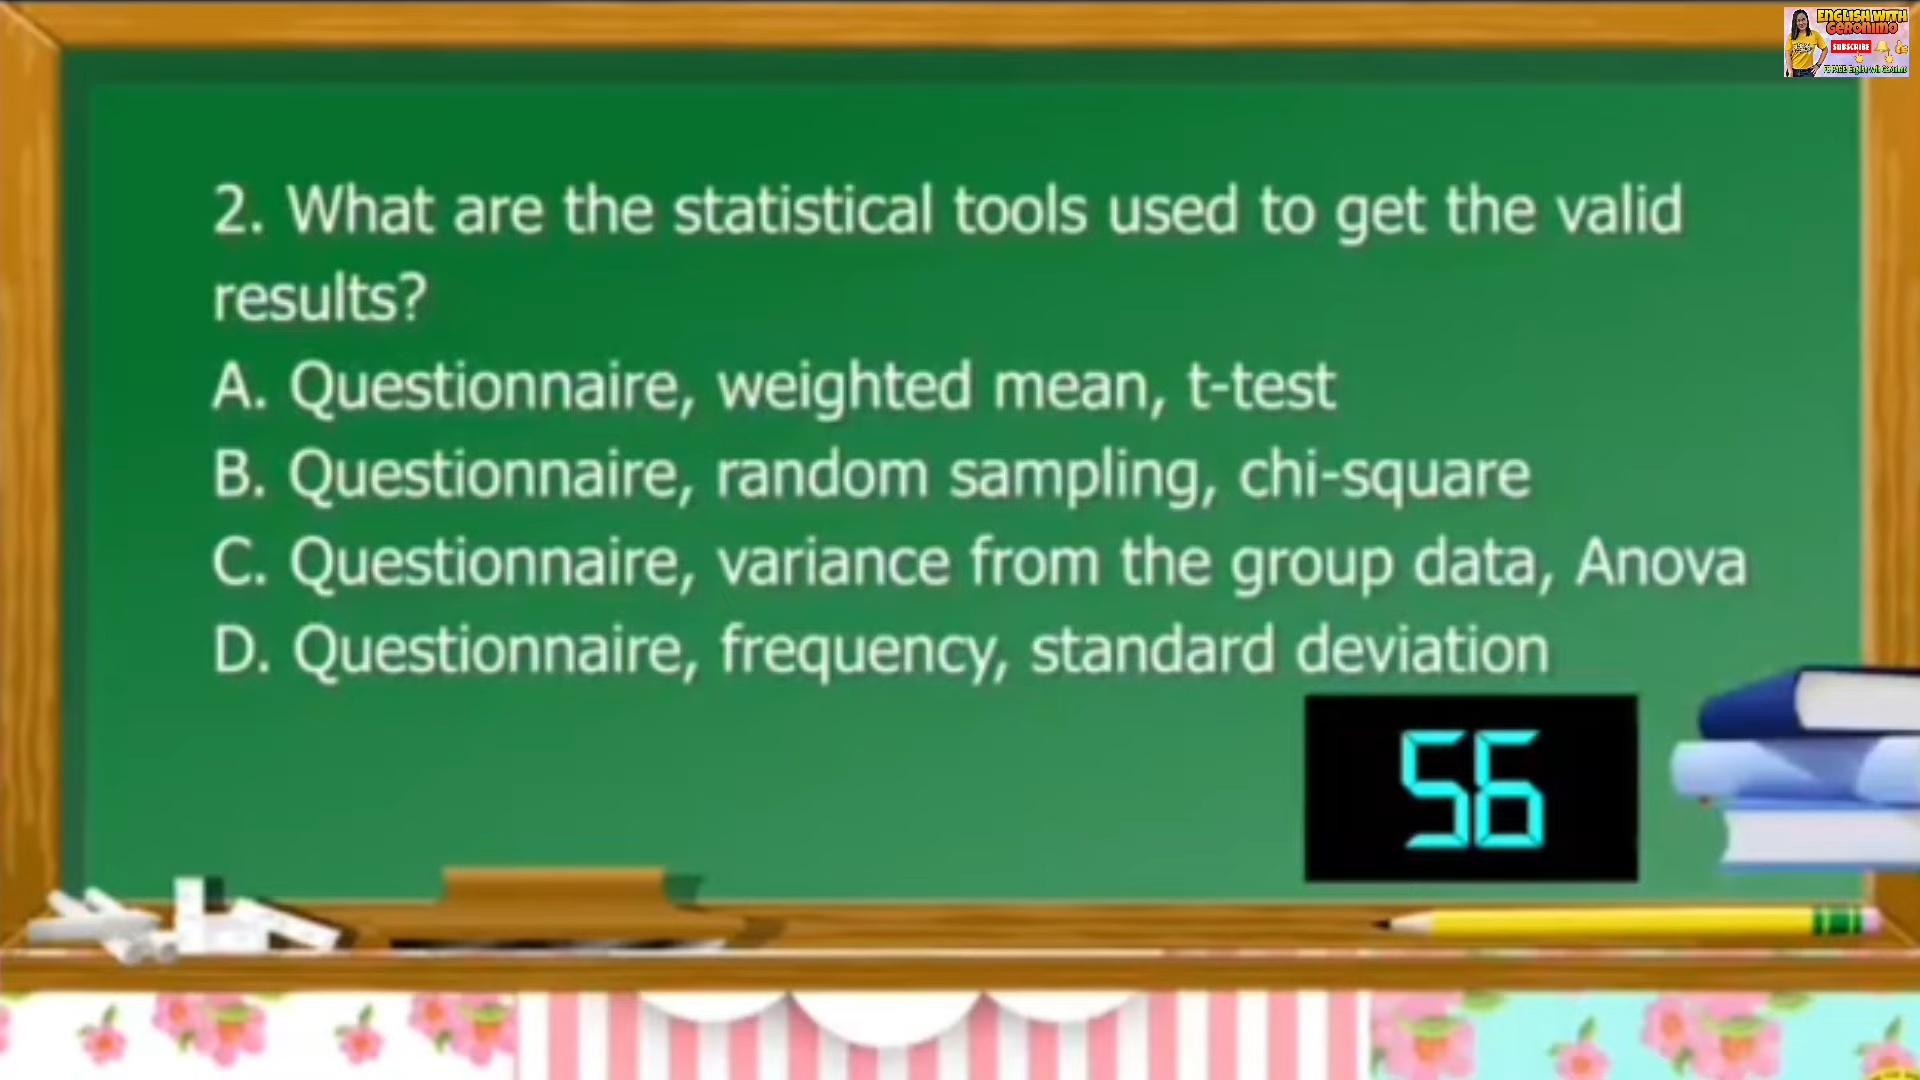 ENGLISH WITH
GERONIMO
SUBSCRIBE
2. What are the statistical tools used to get the valid
results?
A. Questionnaire, weighted mean, t-test
B. Questionnaire, random sampling, chi-square
C. Questionnaire, variance from the group data, Anova
D. Questionnaire, frequency, standard deviation
56